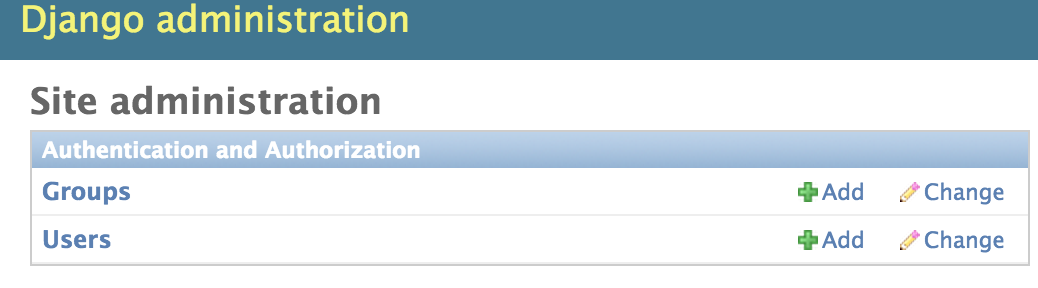 Django administration
Site administration
Authentication and Authorization
Groups Add Change
Users Add Change